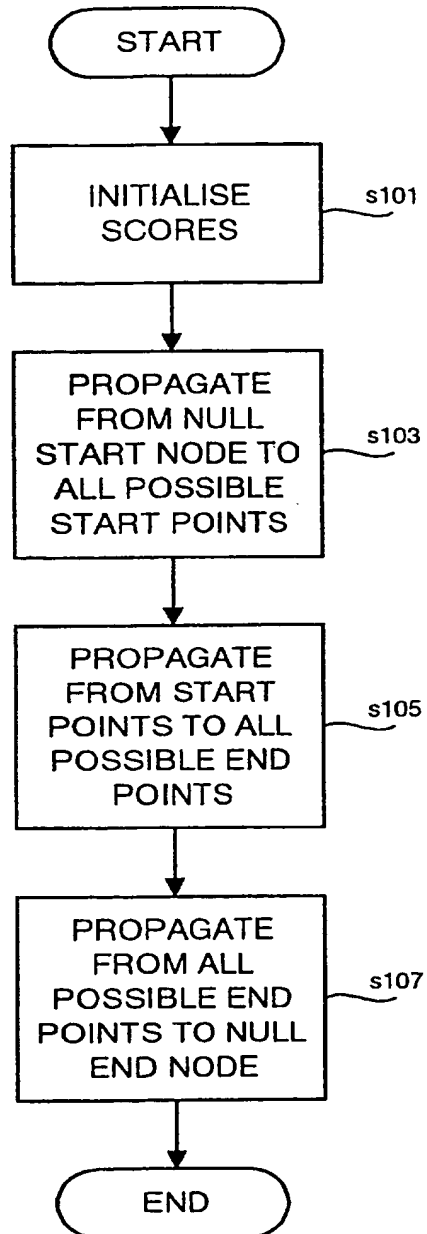 START
INITIALISE
SCORES
s101
PROPAGATE
FROM NULL
START NODE TO
ALL POSSIBLE
START POINTS
s103
PROPAGATE
FROM START
POINTS TO ALL
POSSIBLE END
POINTS
s105
PROPAGATE
FROM ALL
POSSIBLE END
POINTS TO NULL
END NODE
s107
END